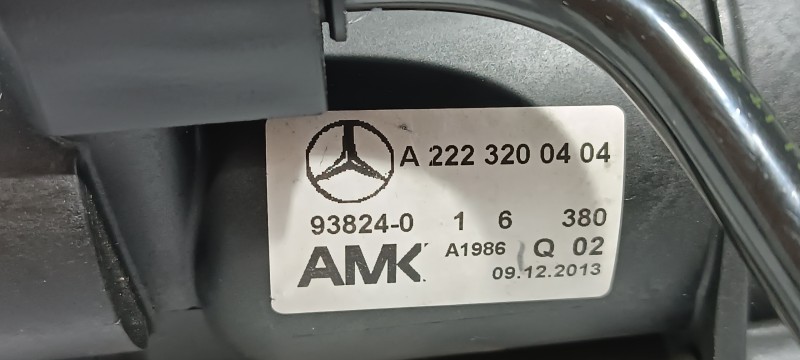 A 222 320 04 04
93824-0 1 6 380
AMK A1986 Q 02
09.12.2013